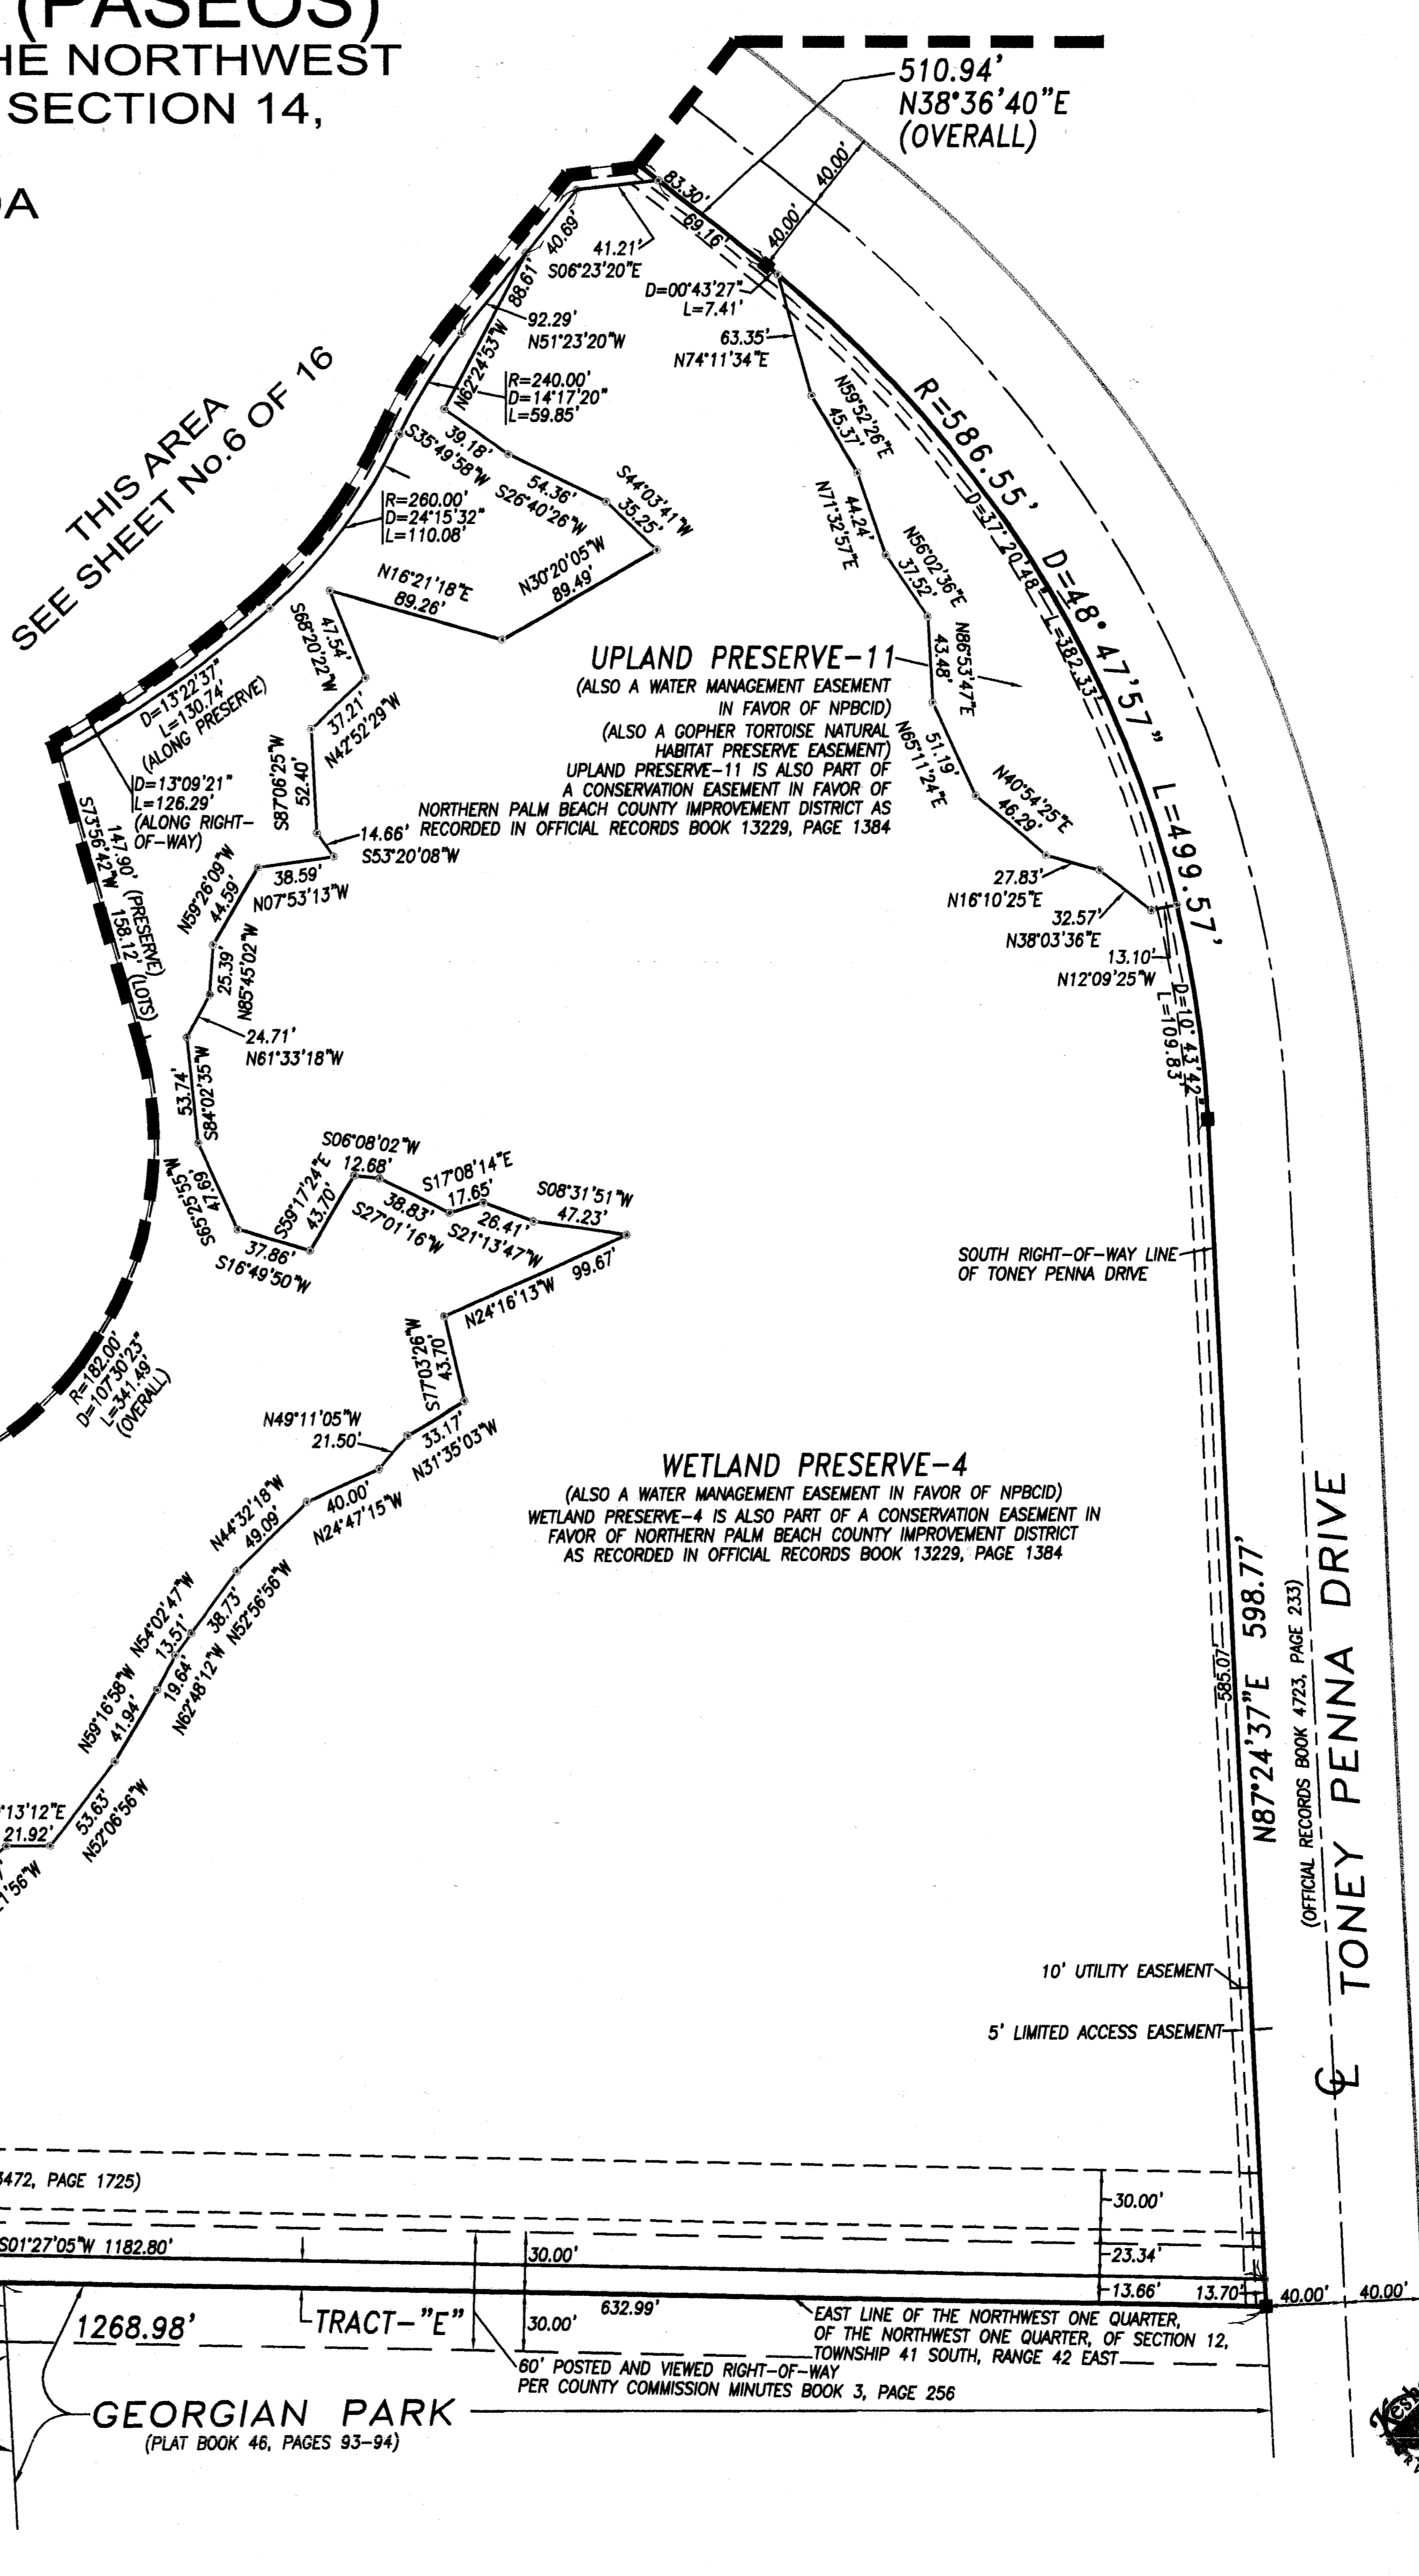 (PASEOS)
HE NORTHWEST
SECTION 14,
DA
510.94'
N38°36'40"E
(OVERALL)
40.00'
40.00'
83.30'
69.16'
40.69'
41.21'
S06°23'20"E
88.61'
N62°24'53"W
92.29'
N51°23'20"W
D=00°43'27"
L=7.41'
63.35'
N74°11'34"E
THIS AREA
SEE SHEET No.6 OF 16
R=240.00'
D=14°17'20"
L=59.85'
39.18'
S35°49'58"W
54.36'
S26°40'26"W
S44°03'41"W
35.25'
R=260.00'
D=24°15'32"
L=110.08'
N59°52'26"E
45.37'
44.24'
N71°32'57"E
N56°02'36"E
37.52'
R=586.55' D=48°47'57" L=499.57'
D=37°20'48" L=382.33'
N16°21'18"E
89.26'
N30°20'05"W
89.49'
S68°20'22"W
47.54'
37.21'
N42°52'29"W
UPLAND PRESERVE-11
(ALSO A WATER MANAGEMENT EASEMENT
IN FAVOR OF NPBCID)
(ALSO A GOPHER TORTOISE NATURAL
HABITAT PRESERVE EASEMENT)
UPLAND PRESERVE-11 IS ALSO PART OF
A CONSERVATION EASEMENT IN FAVOR OF
NORTHERN PALM BEACH COUNTY IMPROVEMENT DISTRICT AS
RECORDED IN OFFICIAL RECORDS BOOK 13229, PAGE 1384
N86°53'47"E
43.48'
51.19'
N65°11'24"E
N40°54'25"E
46.29'
27.83'
N16°10'25"E
32.57'
N38°03'36"E
13.10'
N12°09'25"W
D=10°43'42"
L=109.83'
D=13°22'37"
L=130.74'
(ALONG PRESERVE)
D=13°09'21"
L=126.29'
(ALONG RIGHT-
OF-WAY)
S73°56'42"W
147.90' (PRESERVE)
158.12' (LOTS)
S87°06'25"W
52.40'
14.66'
S53°20'08"W
38.59'
N07°53'13"W
N59°26'09"W
44.59'
25.39'
N85°45'02"W
24.71'
N61°33'18"W
53.74'
S84°02'35"W
47.69'
S65°25'55"W
37.86'
S16°49'50"W
S59°17'24"E
43.70'
S06°08'02"W
12.68'
38.83'
S27°01'16"W
S17°08'14"E
17.65'
26.41'
S21°13'47"W
S08°31'51"W
47.23'
99.67'
N24°16'13"W
S77°03'26"W
43.70'
33.17'
N31°35'03"W
N49°11'05"W
21.50'
40.00'
N24°47'15"W
N44°32'18"W
49.09'
38.73'
N52°56'56"W
N54°02'47"W
13.51'
19.64'
N62°48'12"W
N59°16'58"W
41.94'
53.63'
N52°06'56"W
°13'12"E
21.92'
1'56"W
R=182.00'
D=107°30'23"
L=341.49'
(OVERALL)
SOUTH RIGHT-OF-WAY LINE
OF TONEY PENNA DRIVE
WETLAND PRESERVE-4
(ALSO A WATER MANAGEMENT EASEMENT IN FAVOR OF NPBCID)
WETLAND PRESERVE-4 IS ALSO PART OF A CONSERVATION EASEMENT IN
FAVOR OF NORTHERN PALM BEACH COUNTY IMPROVEMENT DISTRICT
AS RECORDED IN OFFICIAL RECORDS BOOK 13229, PAGE 1384
585.07'
N87°24'37"E 598.77'
(OFFICIAL RECORDS BOOK 4723, PAGE 233)
℄ TONEY PENNA DRIVE
10' UTILITY EASEMENT
5' LIMITED ACCESS EASEMENT
3472, PAGE 1725)
S01°27'05"W 1182.80'
30.00'
30.00'
30.00'
23.34'
13.66'
13.70'
40.00'
40.00'
1268.98'
TRACT-"E"
632.99'
EAST LINE OF THE NORTHWEST ONE QUARTER,
OF THE NORTHWEST ONE QUARTER, OF SECTION 12,
TOWNSHIP 41 SOUTH, RANGE 42 EAST
60' POSTED AND VIEWED RIGHT-OF-WAY
PER COUNTY COMMISSION MINUTES BOOK 3, PAGE 256
GEORGIAN PARK
(PLAT BOOK 46, PAGES 93-94)